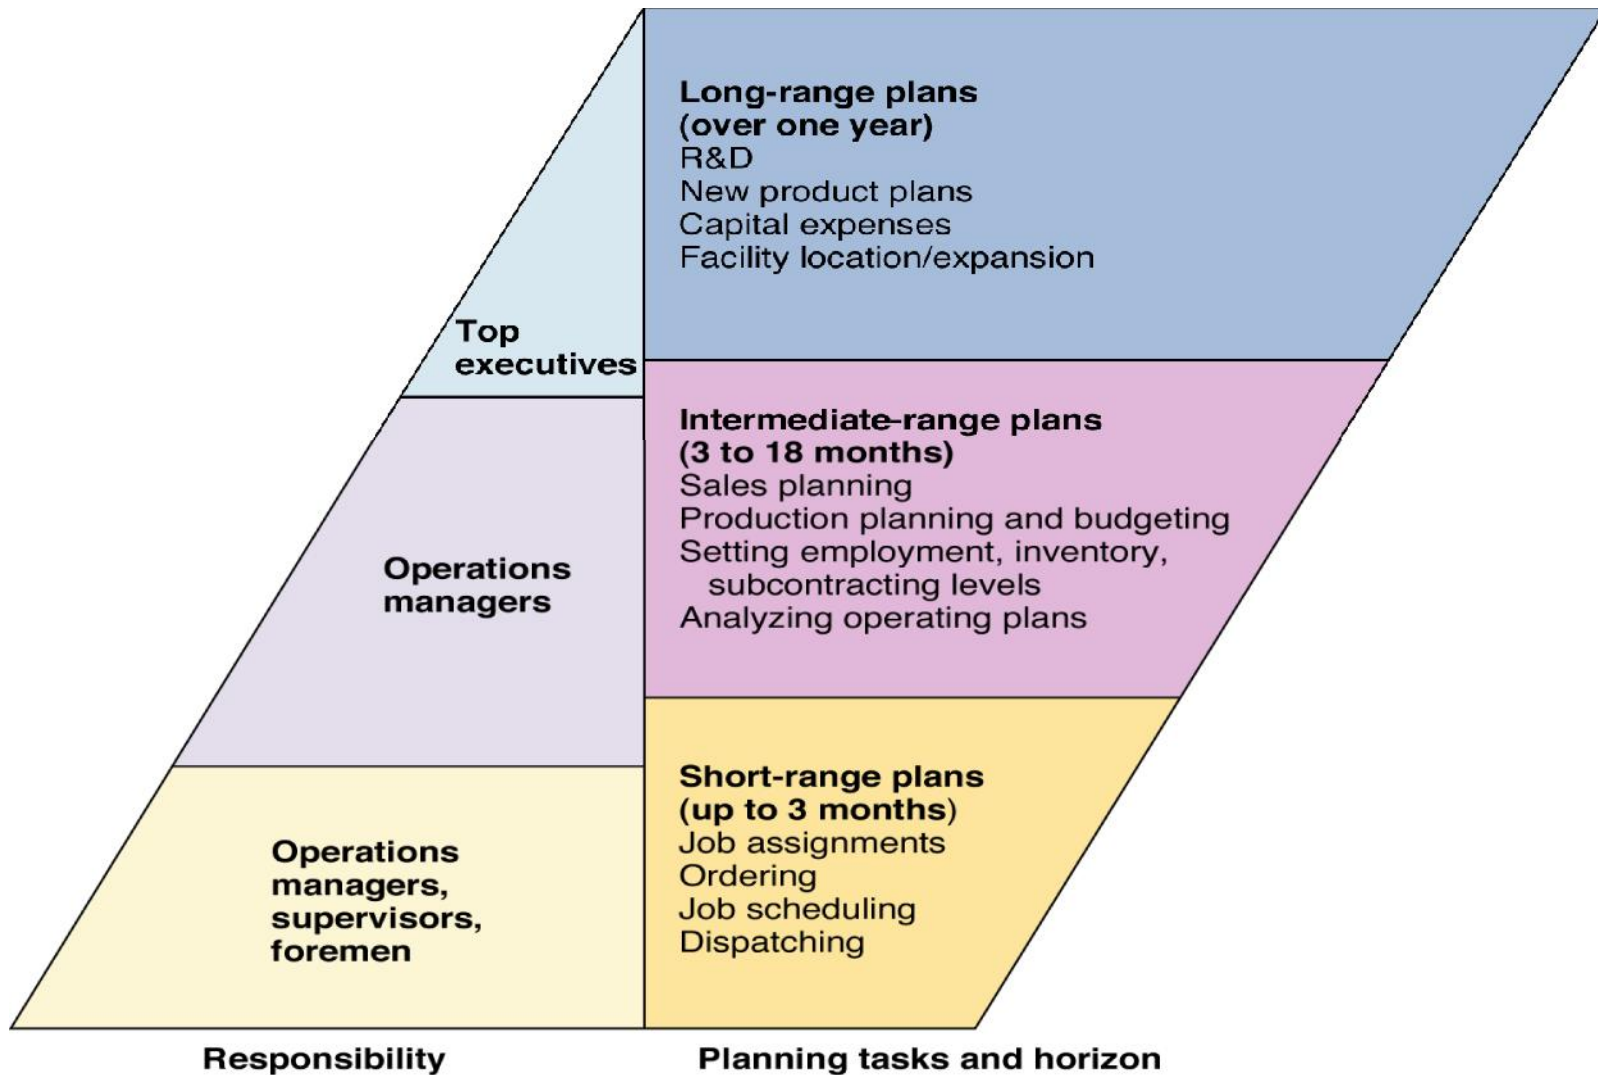 Long-range plans
(over one year)
R&D
New product plans
Capital expenses
Facility location/expansion
Top
executives
Intermediate-range plans
(3 to 18 months)
Sales planning
Production planning and budgeting
Setting employment, inventory,
subcontracting levels
Analyzing operating plans
Operations
managers
Short-range plans
(up to 3 months)
Job assignments
Ordering
Job scheduling
Dispatching
Operations
managers,
supervisors,
foremen
Responsibility
Planning tasks and horizon